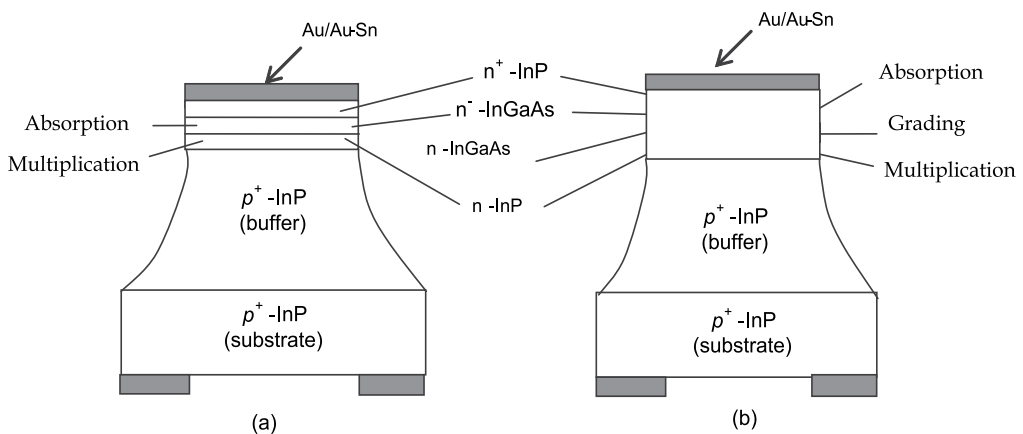 Au/Au-Sn
n⁺ -InP
n⁻ -InGaAs
Absorption
Multiplication
n -InGaAs
n -InP
p⁺ -InP
(buffer)
p⁺ -InP
(substrate)
(a)
Au/Au-Sn
Absorption
Grading
Multiplication
p⁺ -InP
(buffer)
p⁺ -InP
(substrate)
(b)